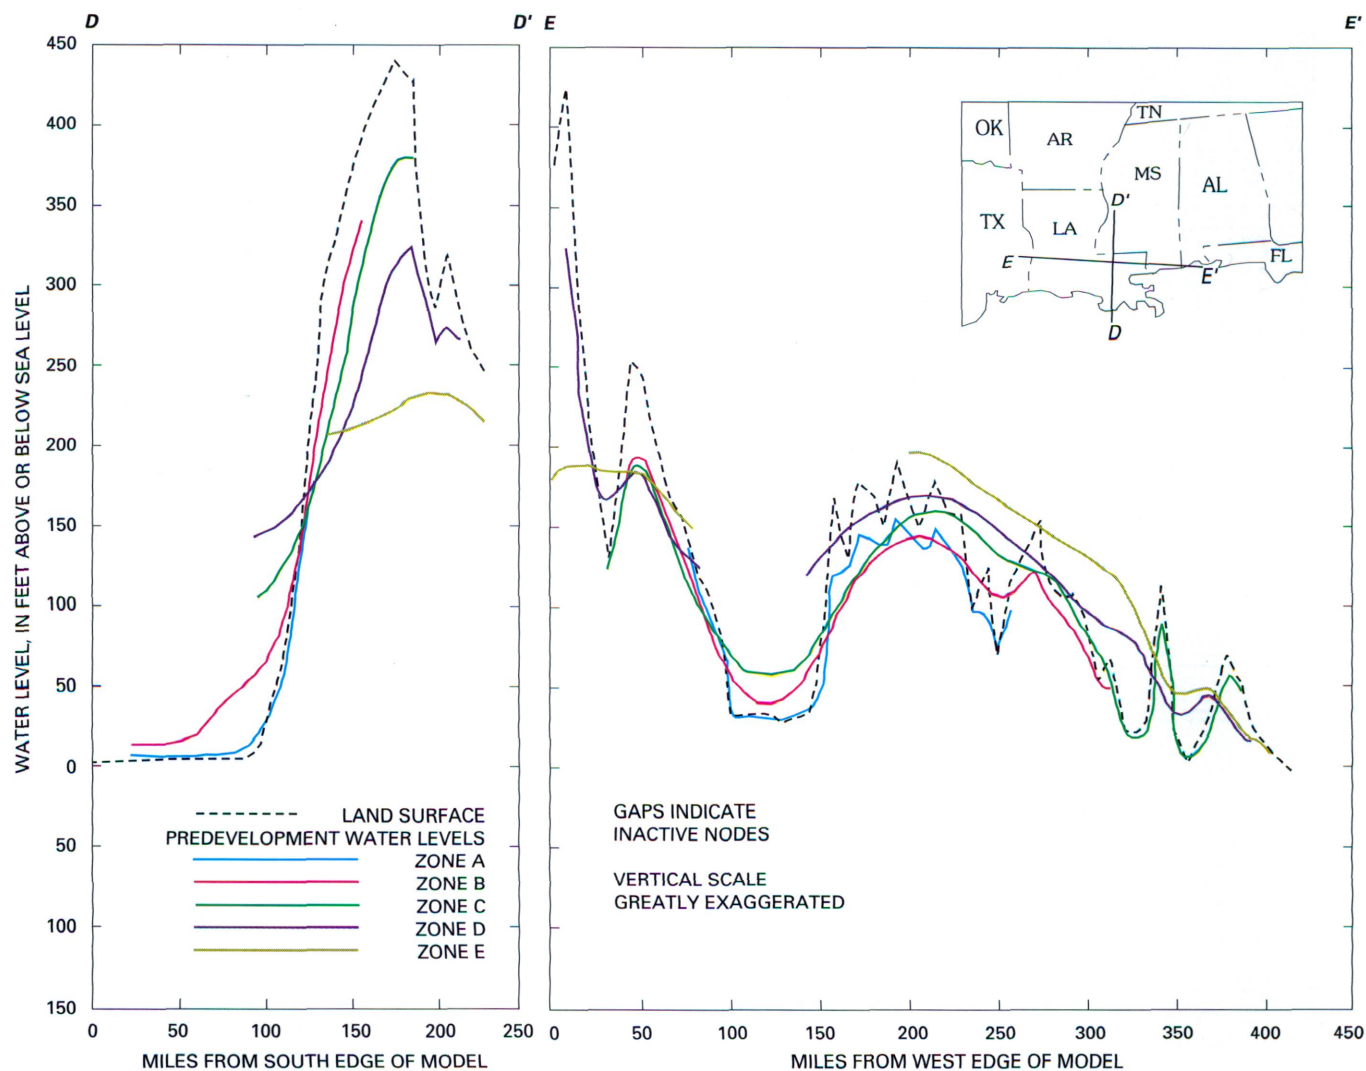 D
D'
E
E'
WATER LEVEL, IN FEET ABOVE OR BELOW SEA LEVEL
450
400
350
300
250
200
150
100
50
0
50
100
150
LAND SURFACE
PREDEVELOPMENT WATER LEVELS
ZONE A
ZONE B
ZONE C
ZONE D
ZONE E
0 50 100 150 200 250
MILES FROM SOUTH EDGE OF MODEL
OK
AR
TN
MS
AL
TX
LA
FL
D'
E
E'
D
GAPS INDICATE
INACTIVE NODES
VERTICAL SCALE
GREATLY EXAGGERATED
0 50 100 150 200 250 300 350 400 450
MILES FROM WEST EDGE OF MODEL